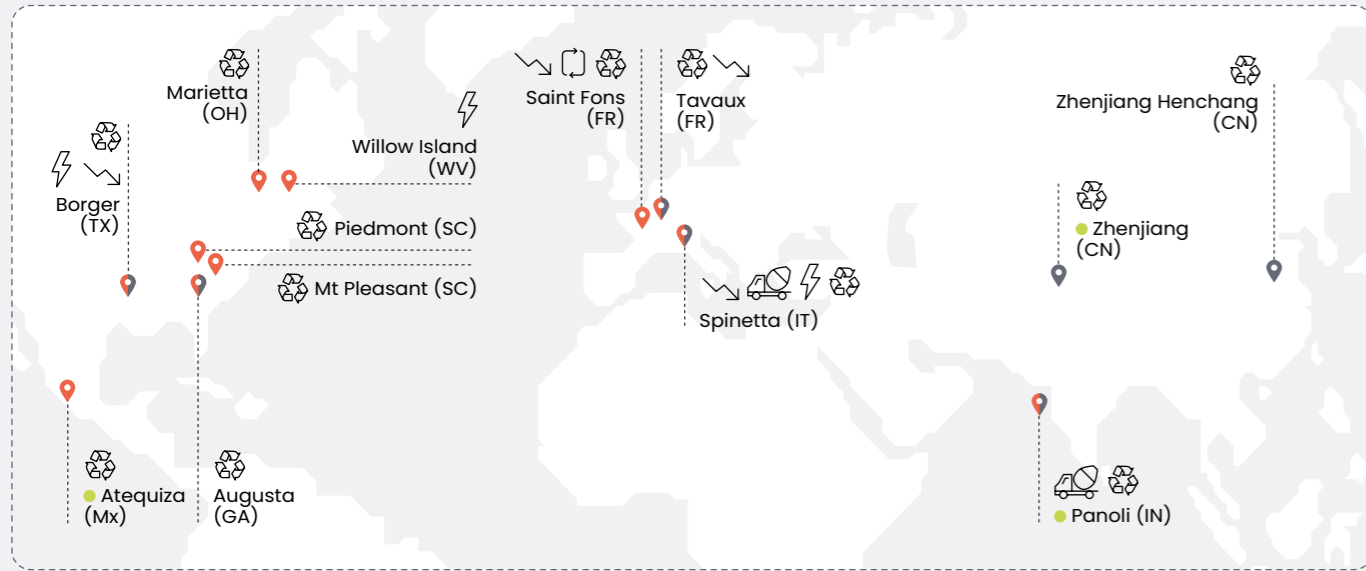 Marietta
(OH)
Willow Island
(WV)
Borger
(TX)
Piedmont (SC)
Mt Pleasant (SC)
Atequiza
(Mx)
Augusta
(GA)
Saint Fons
(FR)
Tavaux
(FR)
Spinetta (IT)
Zhenjiang Henchang
(CN)
Zhenjiang
(CN)
Panoli (IN)